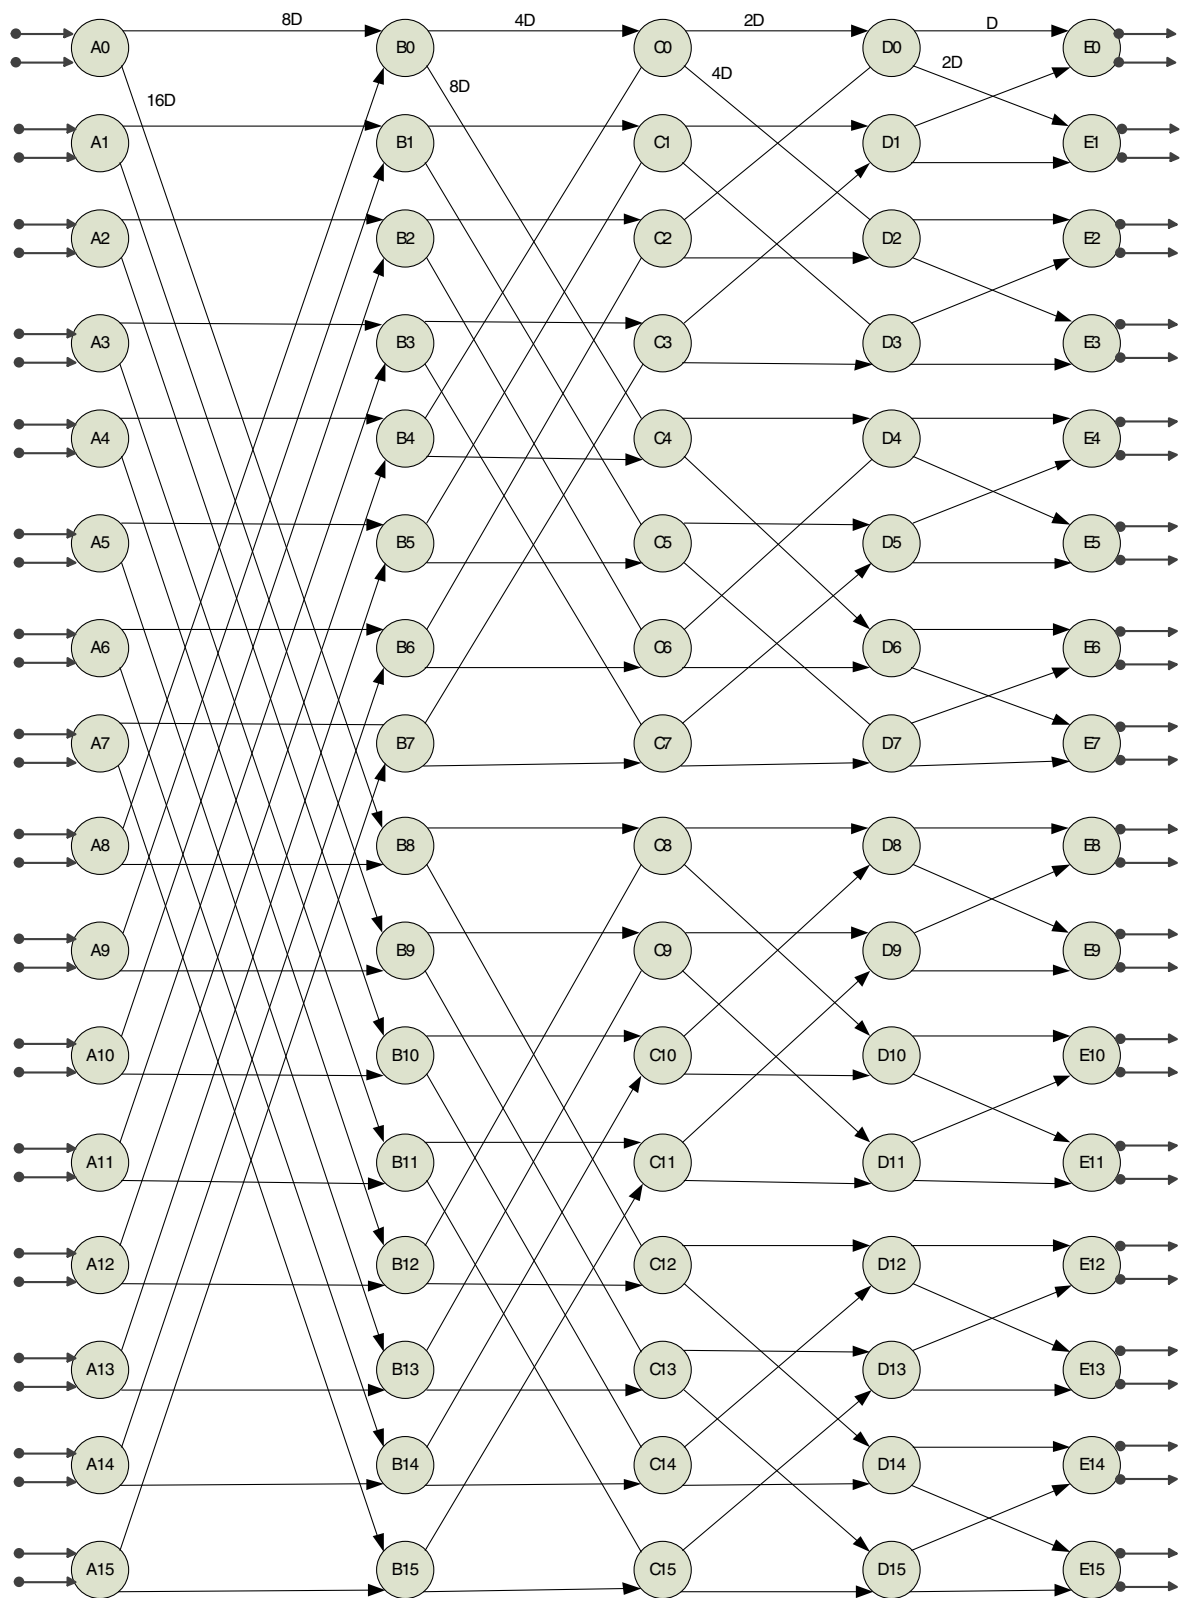 8D 4D 2D D
A0 B0 C0 D0 E0
16D 8D 4D 2D
A1 B1 C1 D1 E1
A2 B2 C2 D2 E2
A3 B3 C3 D3 E3
A4 B4 C4 D4 E4
A5 B5 C5 D5 E5
A6 B6 C6 D6 E6
A7 B7 C7 D7 E7
A8 B8 C8 D8 E8
A9 B9 C9 D9 E9
A10 B10 C10 D10 E10
A11 B11 C11 D11 E11
A12 B12 C12 D12 E12
A13 B13 C13 D13 E13
A14 B14 C14 D14 E14
A15 B15 C15 D15 E15